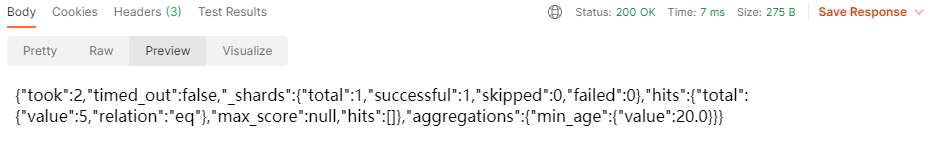 Body Cookies Headers (3) Test Results Status: 200 OK Time: 7 ms Size: 275 B Save Response
Pretty Raw Preview Visualize
{"took":2,"timed_out":false,"_shards":{"total":1,"successful":1,"skipped":0,"failed":0},"hits":{"total":
{"value":5,"relation":"eq"},"max_score":null,"hits":[]},"aggregations":{"min_age":{"value":20.0}}}